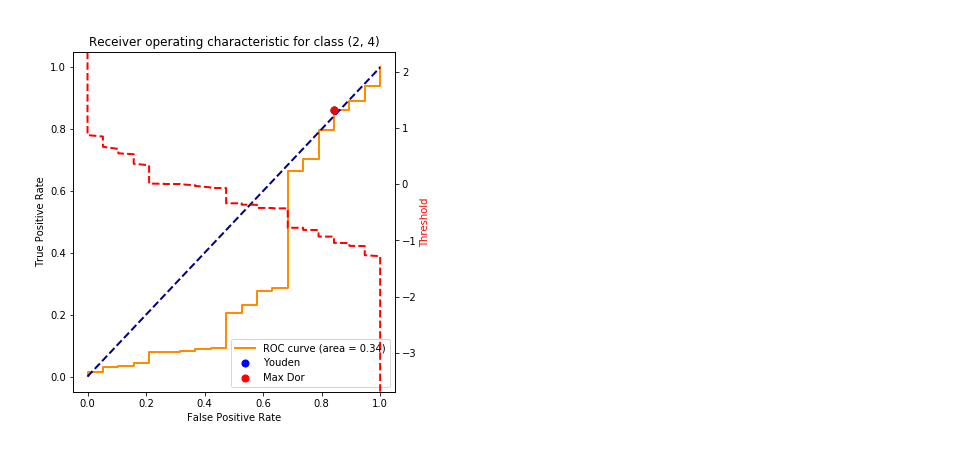 Receiver operating characteristic for class (2, 4)
1.0
0.8
0.6
0.4
0.2
0.0
True Positive Rate
2
1
0
−1
−2
−3
Threshold
ROC curve (area = 0.34)
Youden
Max Dor
0.0 0.2 0.4 0.6 0.8 1.0
False Positive Rate